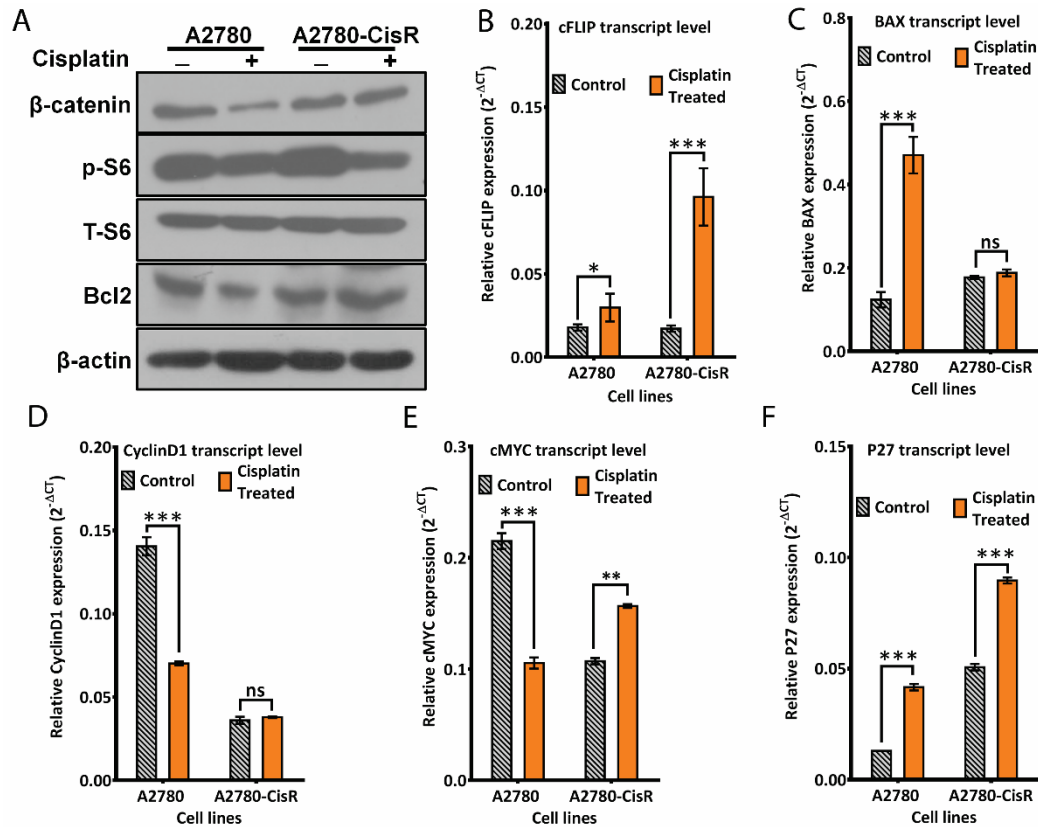 A
A2780 A2780-CisR
Cisplatin – + – +
β-catenin
p-S6
T-S6
Bcl2
β-actin
B
cFLIP transcript level
Control
Cisplatin
Treated
Relative cFLIP expression (2^-ΔCT)
0.20
0.15
0.10
0.05
0.00
*
***
A2780 A2780-CisR
Cell lines
C
BAX transcript level
Control
Cisplatin
Treated
Relative BAX expression (2^-ΔCT)
0.8
0.6
0.4
0.2
0.0
***
ns
A2780 A2780-CisR
Cell lines
D
CyclinD1 transcript level
Control
Cisplatin
Treated
Relative CyclinD1 expression (2^-ΔCT)
0.20
0.15
0.10
0.05
0.00
***
ns
A2780 A2780-CisR
Cell lines
E
cMYC transcript level
Control
Cisplatin
Treated
Relative cMYC expression (2^-ΔCT)
0.3
0.2
0.1
0.0
***
**
A2780 A2780-CisR
Cell lines
F
P27 transcript level
Control
Cisplatin
Treated
Relative P27 expression (2^-ΔCT)
0.15
0.10
0.05
0.00
***
***
A2780 A2780-CisR
Cell lines